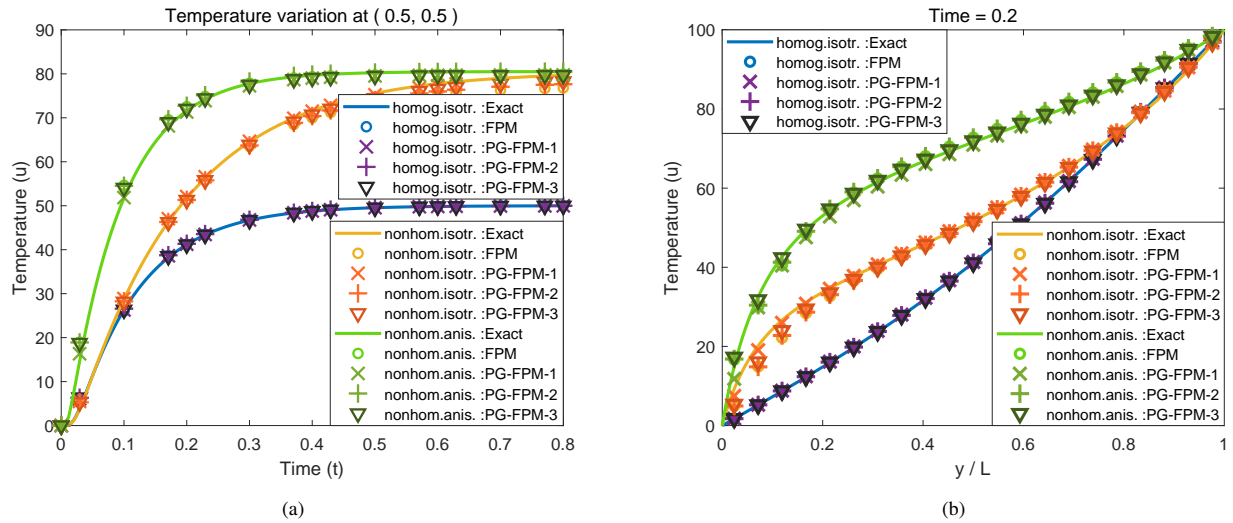 Temperature variation at ( 0.5, 0.5 )
90
80
70
60
50
40
30
20
10
0
Temperature (u)
homog.isotr. :Exact
homog.isotr. :FPM
homog.isotr. :PG-FPM-1
homog.isotr. :PG-FPM-2
homog.isotr. :PG-FPM-3
nonhom.isotr. :Exact
nonhom.isotr. :FPM
nonhom.isotr. :PG-FPM-1
nonhom.isotr. :PG-FPM-2
nonhom.isotr. :PG-FPM-3
nonhom.anis. :Exact
nonhom.anis. :FPM
nonhom.anis. :PG-FPM-1
nonhom.anis. :PG-FPM-2
nonhom.anis. :PG-FPM-3
0 0.1 0.2 0.3 0.4 0.5 0.6 0.7 0.8
Time (t)
(a)
Time = 0.2
100
80
60
40
20
0
Temperature (u)
homog.isotr. :Exact
homog.isotr. :FPM
homog.isotr. :PG-FPM-1
homog.isotr. :PG-FPM-2
homog.isotr. :PG-FPM-3
nonhom.isotr. :Exact
nonhom.isotr. :FPM
nonhom.isotr. :PG-FPM-1
nonhom.isotr. :PG-FPM-2
nonhom.isotr. :PG-FPM-3
nonhom.anis. :Exact
nonhom.anis. :FPM
nonhom.anis. :PG-FPM-1
nonhom.anis. :PG-FPM-2
nonhom.anis. :PG-FPM-3
0 0.2 0.4 0.6 0.8 1
y / L
(b)